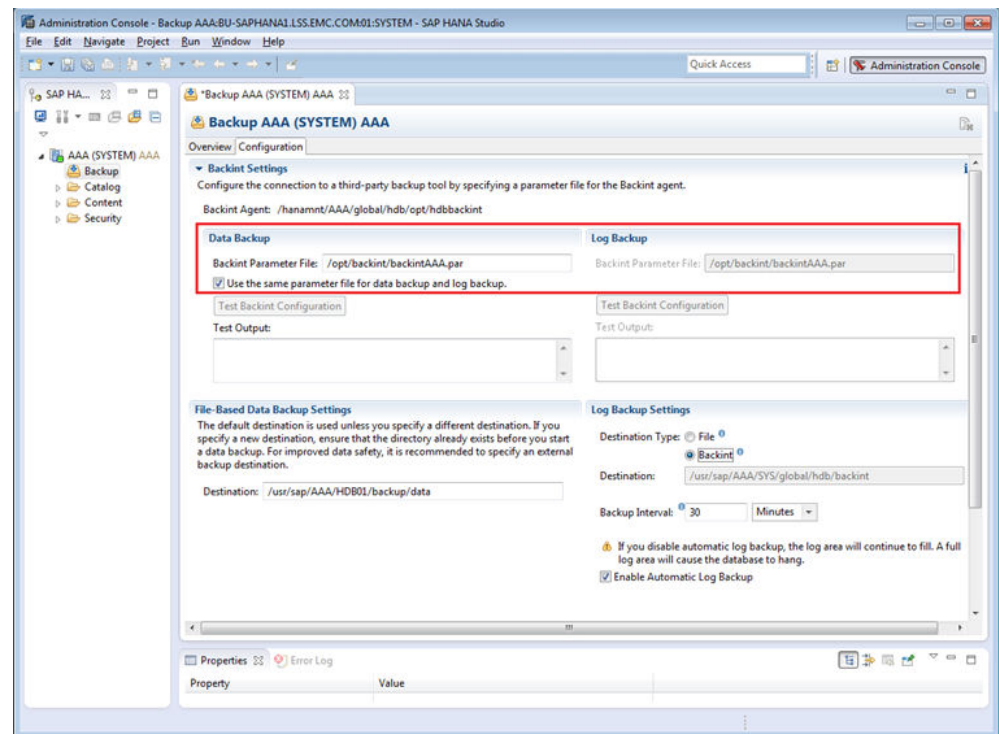 Administration Console - Backup AAA:BU-SAPHANA1.LSS.EMC.COM:01:SYSTEM - SAP HANA Studio
File Edit Navigate Project Run Window Help
Quick Access
Administration Console
SAP HA...
*Backup AAA (SYSTEM) AAA
Backup AAA (SYSTEM) AAA
Overview Configuration
AAA (SYSTEM) AAA
Backup
Catalog
Content
Security
Backint Settings
Configure the connection to a third-party backup tool by specifying a parameter file for the Backint agent.
Backint Agent: /hanamnt/AAA/global/hdb/opt/hdbbackint
Data Backup
Backint Parameter File: /opt/backint/backintAAA.par
Use the same parameter file for data backup and log backup.
Test Backint Configuration
Test Output:
Log Backup
Backint Parameter File: /opt/backint/backintAAA.par
Test Backint Configuration
Test Output:
File-Based Data Backup Settings
The default destination is used unless you specify a different destination. If you
specify a new destination, ensure that the directory already exists before you start
a data backup. For improved data safety, it is recommended to specify an external
backup destination.
Destination: /usr/sap/AAA/HDB01/backup/data
Log Backup Settings
Destination Type: File
Backint
Destination: /usr/sap/AAA/SYS/global/hdb/backint
Backup Interval: 30 Minutes
If you disable automatic log backup, the log area will continue to fill. A full
log area will cause the database to hang.
Enable Automatic Log Backup
Properties Error Log
Property Value